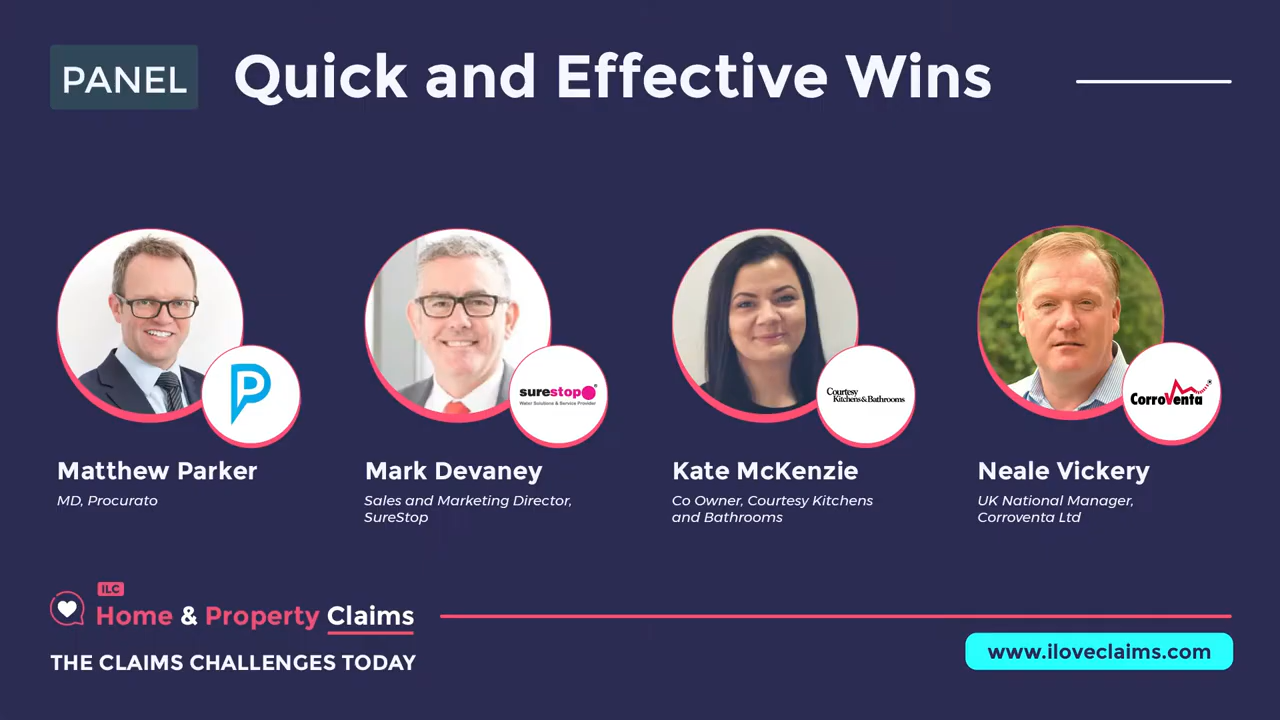 PANEL
Quick and Effective Wins
P
surestop®
Water Solutions & Service Provider
Courtesy
Kitchens & Bathrooms
CorroVenta
Matthew Parker
MD, Procurato
Mark Devaney
Sales and Marketing Director,
SureStop
Kate McKenzie
Co Owner, Courtesy Kitchens
and Bathrooms
Neale Vickery
UK National Manager,
Corroventa Ltd
iLC
Home & Property Claims
THE CLAIMS CHALLENGES TODAY
www.iloveclaims.com